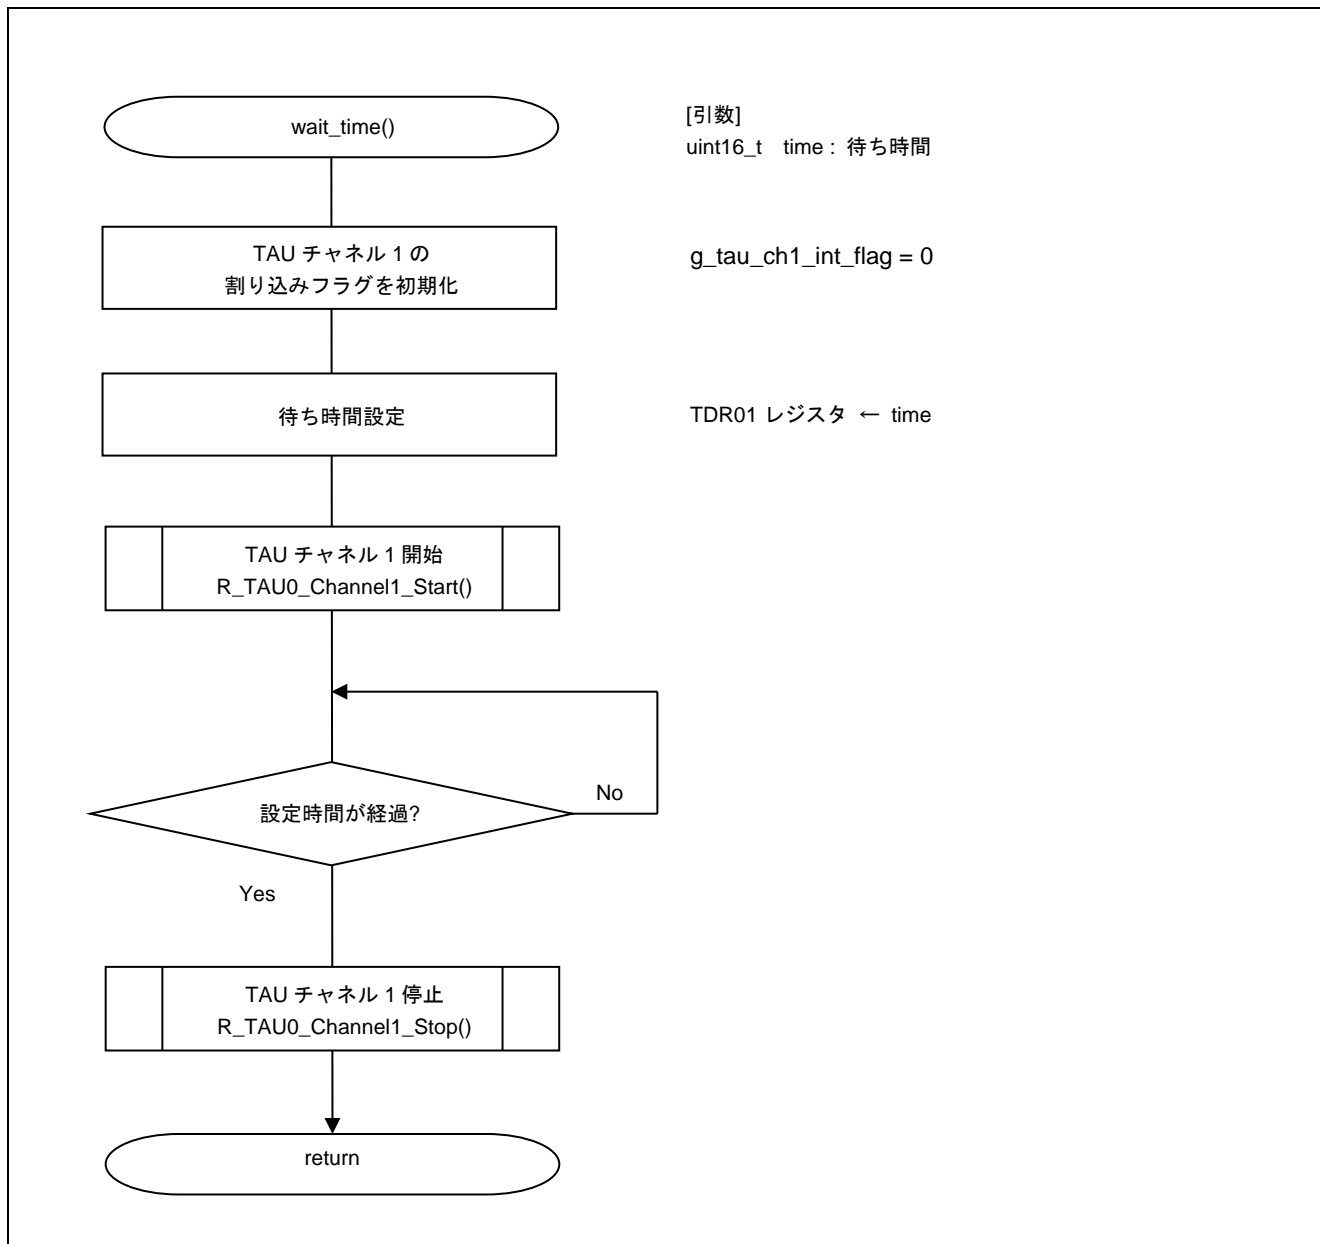 wait_time()
[引数]
uint16_t time : 待ち時間
TAU チャネル 1 の
割り込みフラグを初期化
g_tau_ch1_int_flag = 0
待ち時間設定
TDR01 レジスタ ← time
TAU チャネル 1 開始
R_TAU0_Channel1_Start()
設定時間が経過?
No
Yes
TAU チャネル 1 停止
R_TAU0_Channel1_Stop()
return